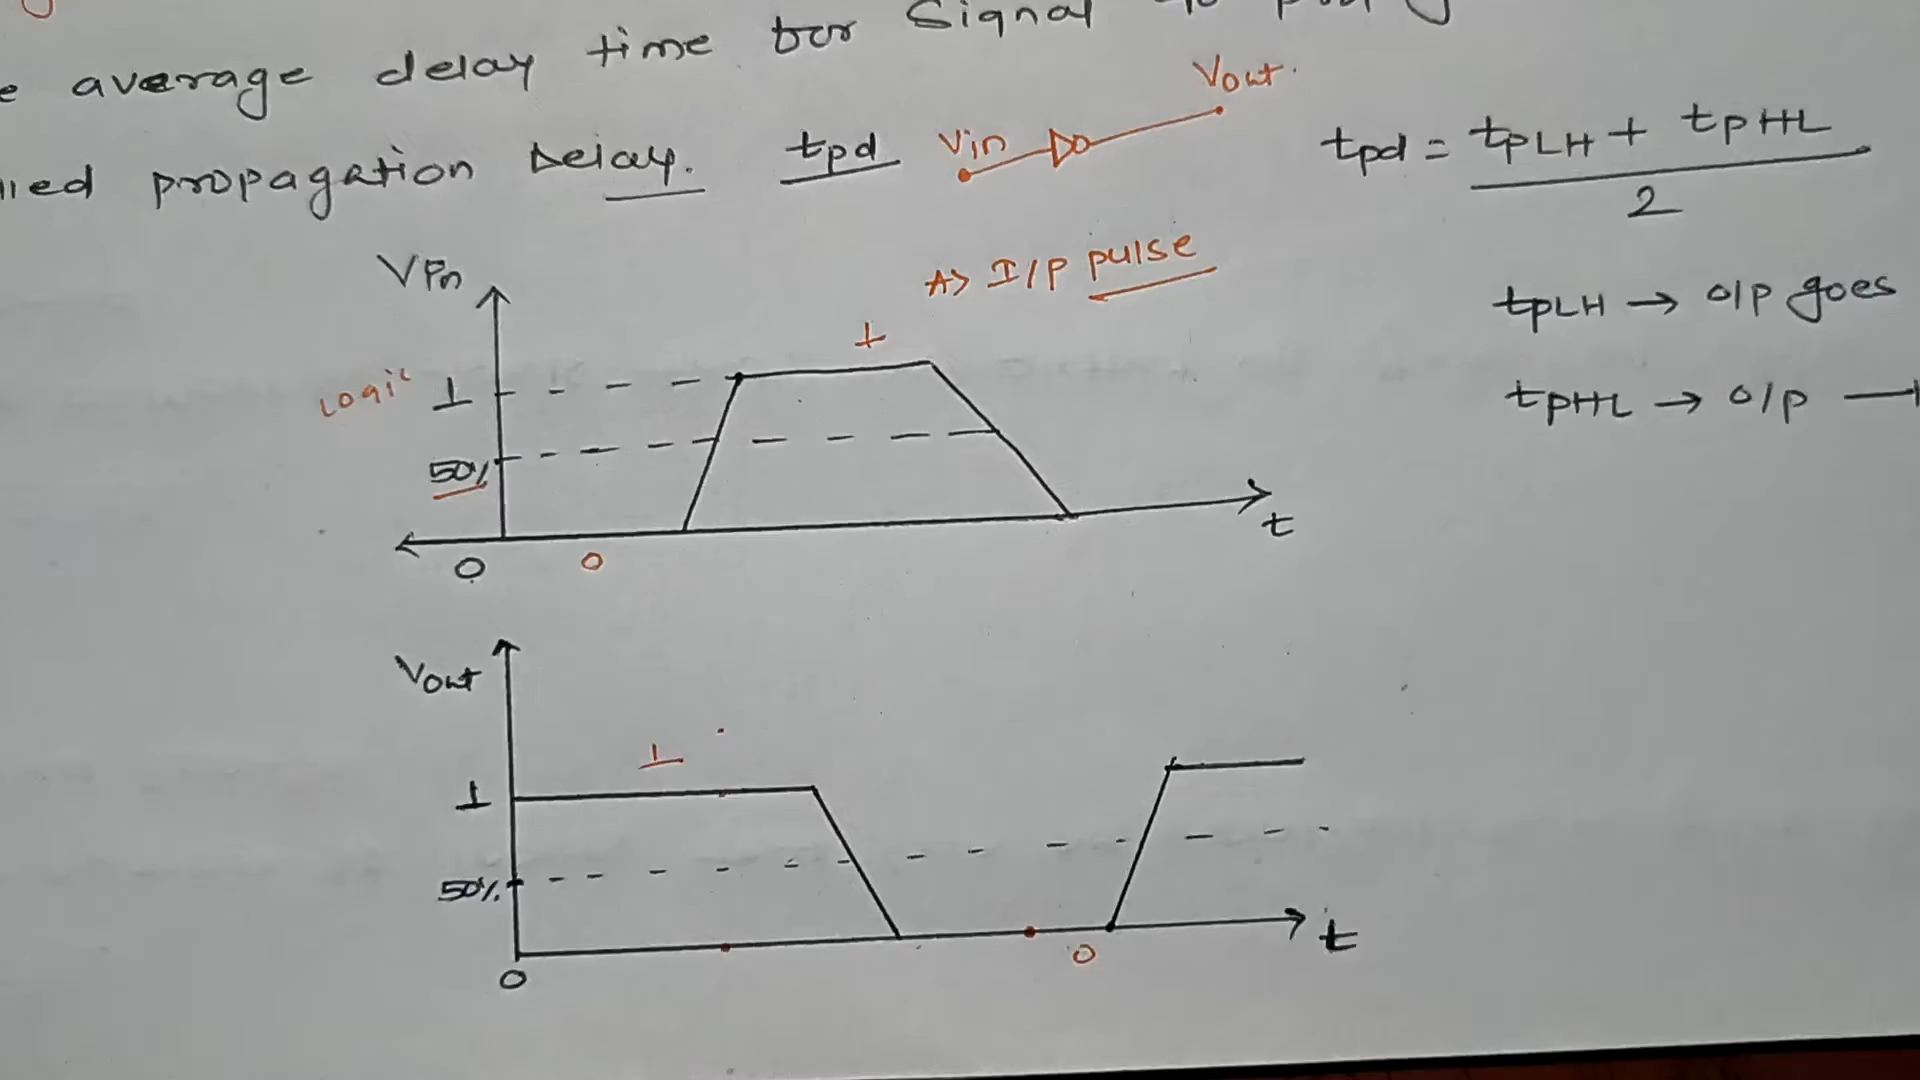 average delay time for Signal
propagation Delay. tpd Vin Vout.
tpd = tpLH + tpHL
2
Vin
A> I/P pulse
tpLH → O/P goes
1
Logic 1
tpHL → O/P
50%
t
0 0
Vout
1
1
50%
t
0
0